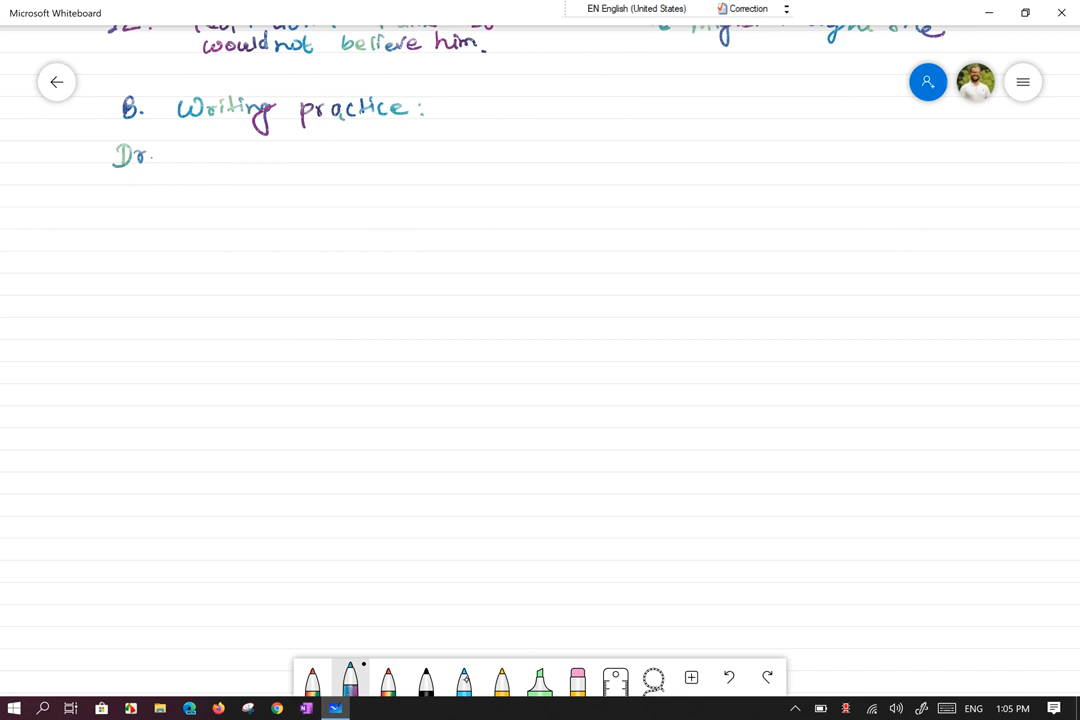 Microsoft Whiteboard
EN English (United States) Correction
would not believe him.
B. Writing practice:
Dr.
ENG 1:05 PM